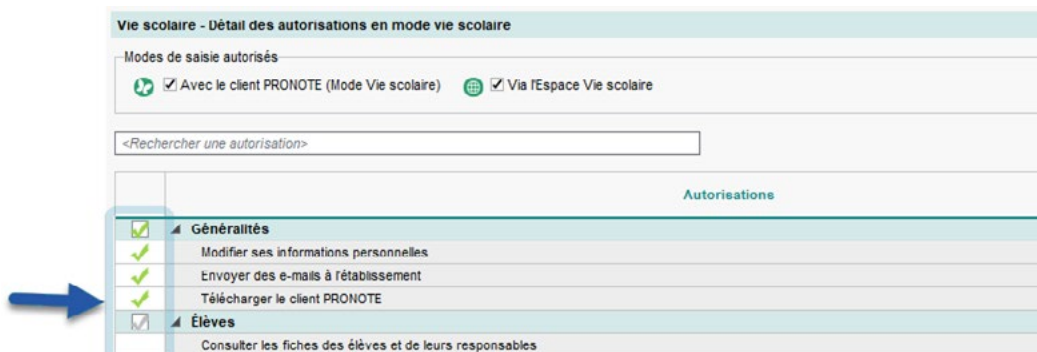 Vie scolaire - Détail des autorisations en mode vie scolaire
Modes de saisie autorisés
Avec le client PRONOTE (Mode Vie scolaire) Via l'Espace Vie scolaire
<Rechercher une autorisation>
Autorisations
Généralités
Modifier ses informations personnelles
Envoyer des e-mails à l'établissement
Télécharger le client PRONOTE
Élèves
Consulter les fiches des élèves et de leurs responsables